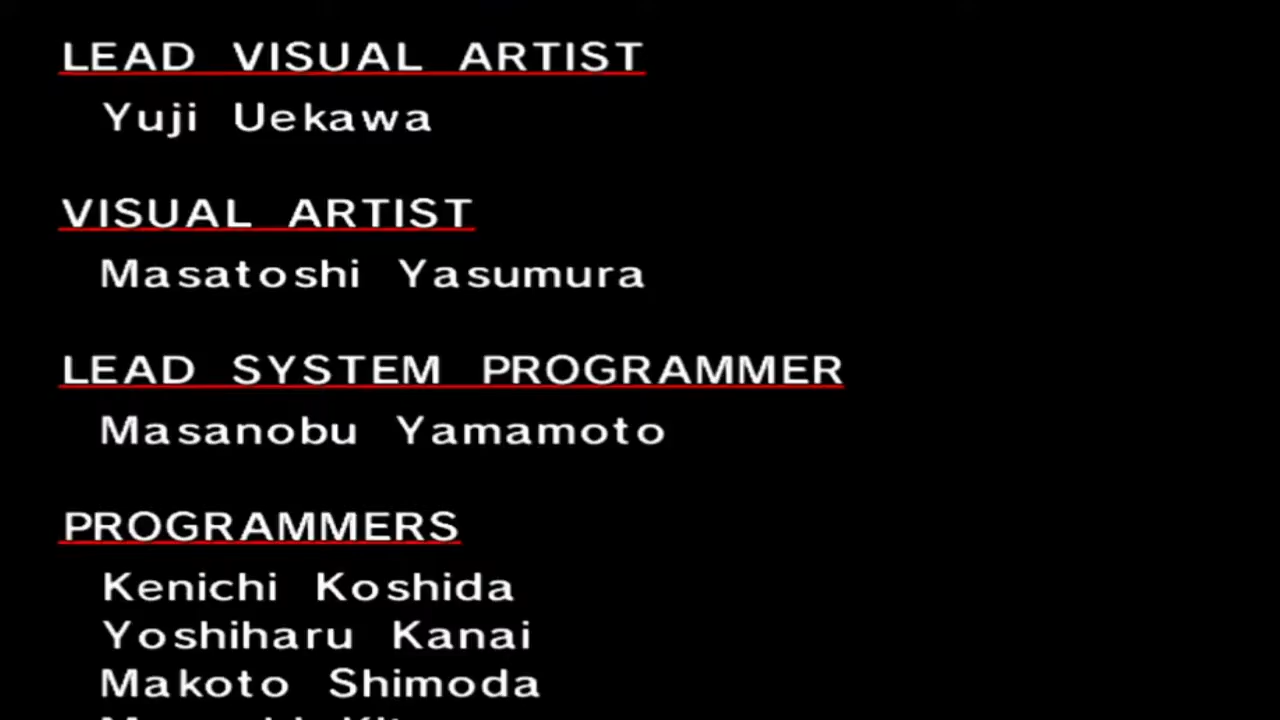 LEAD VISUAL ARTIST
Yuji Uekawa
VISUAL ARTIST
Masatoshi Yasumura
LEAD SYSTEM PROGRAMMER
Masanobu Yamamoto
PROGRAMMERS
Kenichi Koshida
Yoshiharu Kanai
Makoto Shimoda